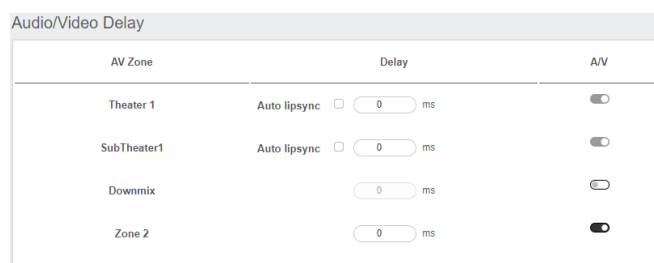 Audio/Video Delay
AV Zone Delay A/V
Theater 1 Auto lipsync 0 ms
SubTheater1 Auto lipsync 0 ms
Downmix 0 ms
Zone 2 0 ms